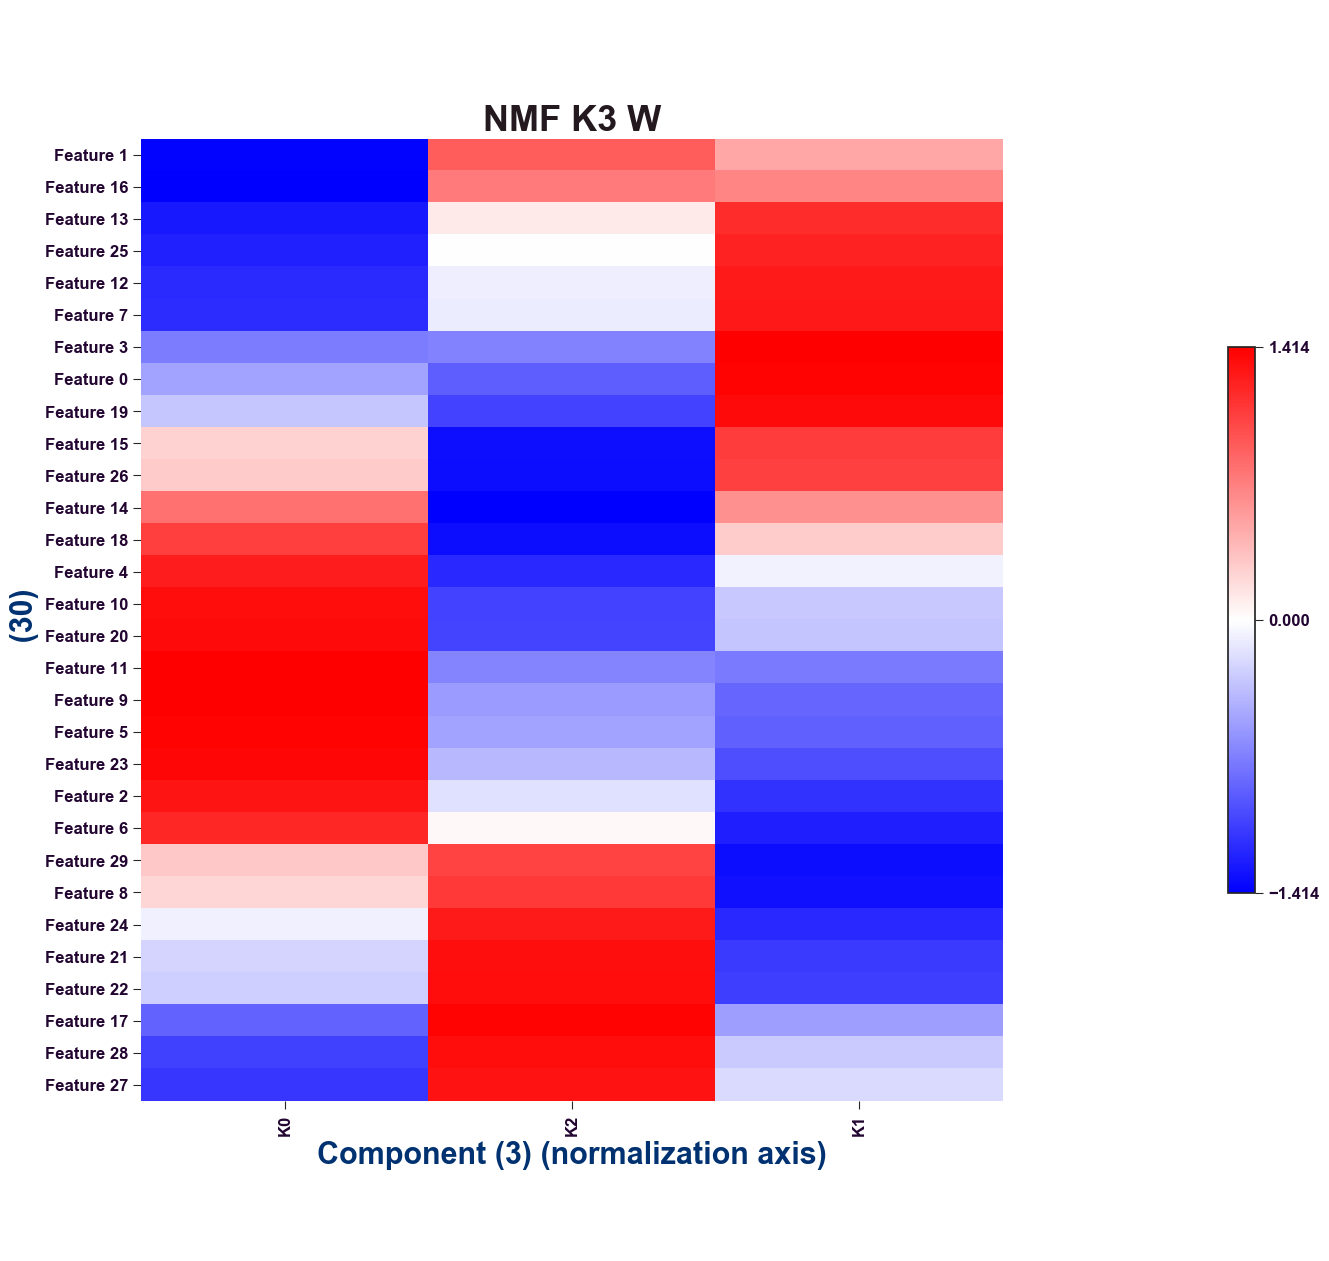 NMF K3 W
Feature 1
Feature 16
Feature 13
Feature 25
Feature 12
Feature 7
Feature 3
Feature 0
Feature 19
Feature 15
Feature 26
Feature 14
Feature 18
Feature 4
Feature 10
Feature 20
Feature 11
Feature 9
Feature 5
Feature 23
Feature 2
Feature 6
Feature 29
Feature 8
Feature 24
Feature 21
Feature 22
Feature 17
Feature 28
Feature 27
(30)
K0
K2
K1
Component (3) (normalization axis)
1.414
0.000
−1.414